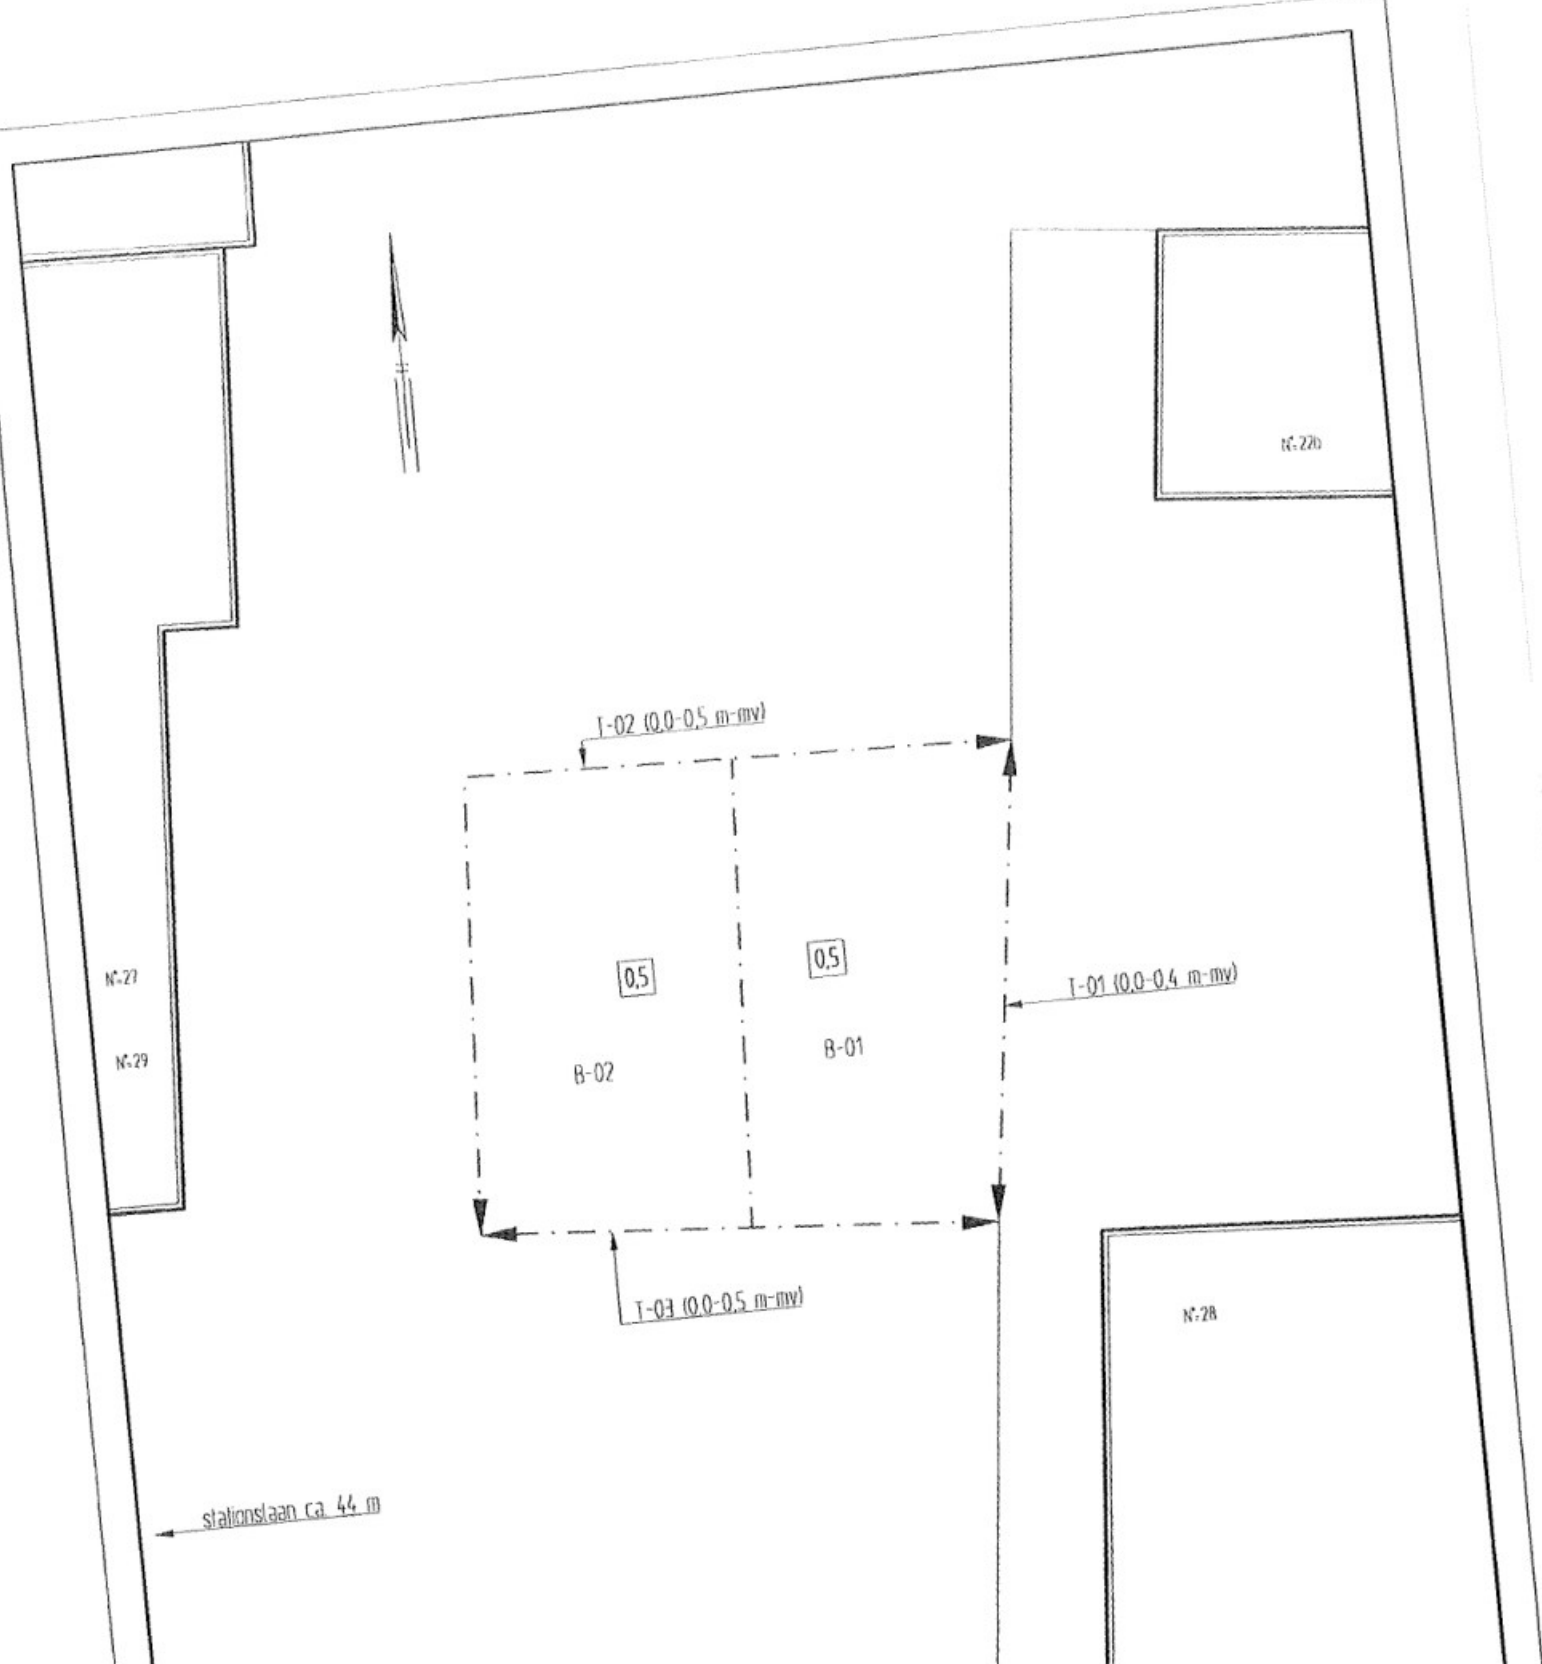 N°=22b
T-02 (0,0-0,5 m-mv)
0,5
0,5
N°=27
T-01 (0,0-0,4 m-mv)
N°=29
B-01
B-02
T-03 (0,0-0,5 m-mv)
N°=28
stationslaan ca. 44 m